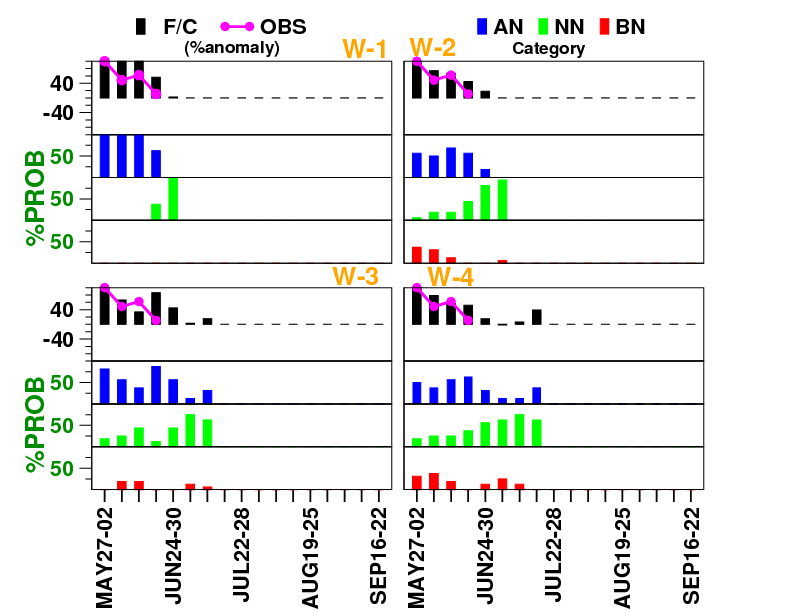 F/C OBS AN NN BN
(%anomaly) Category
W-1 W-2
40
-40
50
50
50
%PROB
W-3 W-4
40
-40
50
50
50
%PROB
MAY27-02 JUN24-30 JUL22-28 AUG19-25 SEP16-22 MAY27-02 JUN24-30 JUL22-28 AUG19-25 SEP16-22